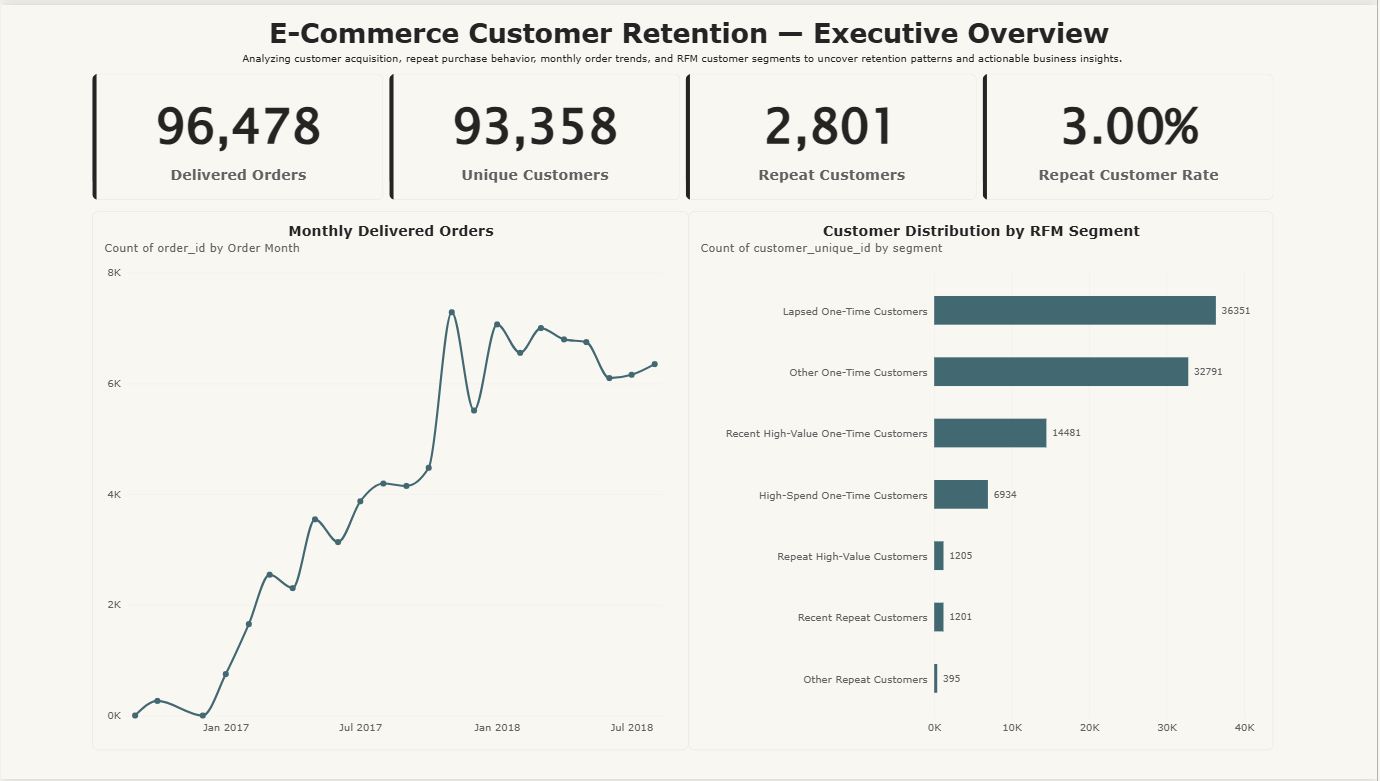 E-Commerce Customer Retention — Executive Overview
Analyzing customer acquisition, repeat purchase behavior, monthly order trends, and RFM customer segments to uncover retention patterns and actionable business insights.
96,478
Delivered Orders
93,358
Unique Customers
2,801
Repeat Customers
3.00%
Repeat Customer Rate
Monthly Delivered Orders
Count of order_id by Order Month
8K
6K
4K
2K
0K
Jan 2017
Jul 2017
Jan 2018
Jul 2018
Customer Distribution by RFM Segment
Count of customer_unique_id by segment
Lapsed One-Time Customers 36351
Other One-Time Customers 32791
Recent High-Value One-Time Customers 14481
High-Spend One-Time Customers 6934
Repeat High-Value Customers 1205
Recent Repeat Customers 1201
Other Repeat Customers 395
0K 10K 20K 30K 40K